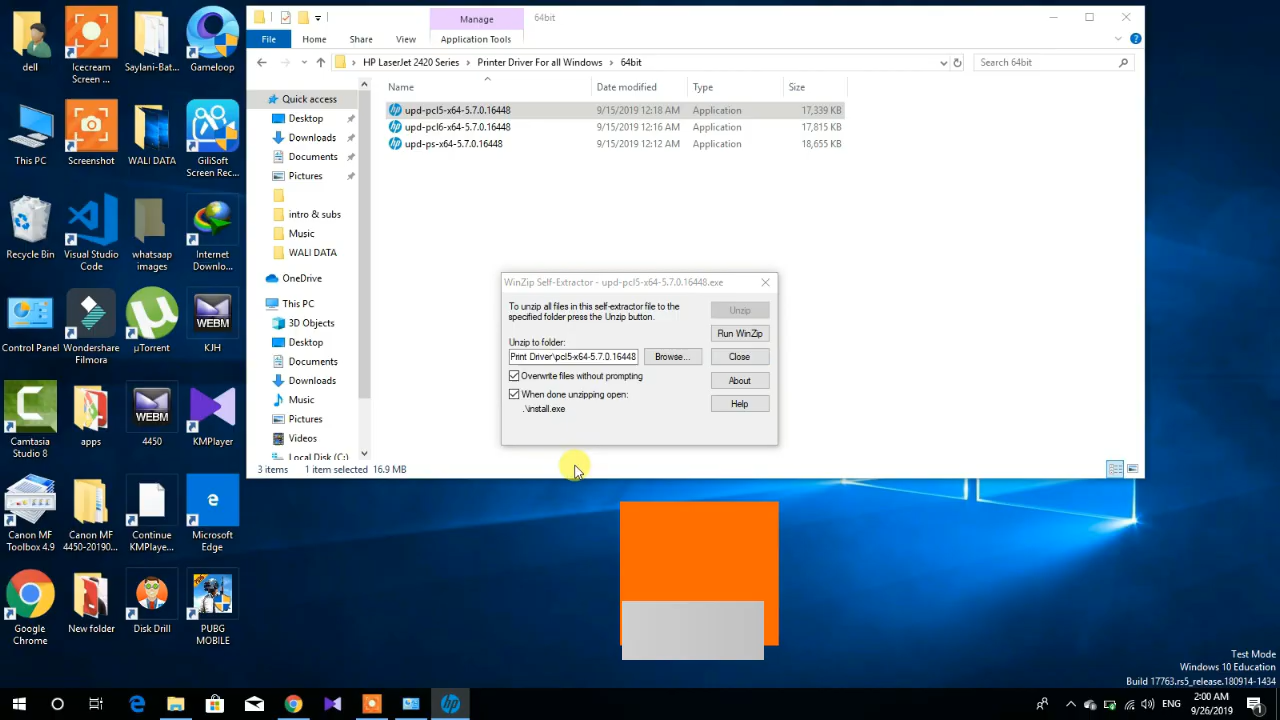 Manage
64bit
File
Home
Share
View
Application Tools
HP LaserJet 2420 Series
Printer Driver For all Windows
64bit
Search 64bit
Name
Date modified
Type
Size
upd-pcl5-x64-5.7.0.16448
9/15/2019 12:18 AM
Application
17,339 KB
upd-pcl6-x64-5.7.0.16448
9/15/2019 12:16 AM
Application
17,815 KB
upd-ps-x64-5.7.0.16448
9/15/2019 12:12 AM
Application
18,655 KB
Quick access
Desktop
Downloads
Documents
Pictures
intro & subs
Music
WALI DATA
OneDrive
This PC
3D Objects
Desktop
Documents
Downloads
Music
Pictures
Videos
Local Disk (C:)
3 items
1 item selected
16.9 MB
WinZip Self-Extractor - upd-pcl5-x64-5.7.0.16448.exe
To unzip all files in this self-extractor file to the
specified folder press the Unzip button.
Unzip to folder:
Print Driver\pcl5-x64-5.7.0.16448
Browse...
Overwrite files without prompting
When done unzipping open:
.\install.exe
Unzip
Run WinZip
Close
About
Help
dell
Icecream
Screen ...
Saylani-Bat...
Gameloop
This PC
Screenshot
WALI DATA
GiliSoft
Screen Rec...
Recycle Bin
Visual Studio
Code
whatsaap
images
Internet
Downlo...
Control Panel
Wondershare
Filmora
µTorrent
WEBM
KJH
Camtasia
Studio 8
apps
WEBM
4450
KMPlayer
Canon MF
Toolbox 4.9
Canon MF
4450-20190...
Continue
KMPlaye...
Microsoft
Edge
Google
Chrome
New folder
Disk Drill
PUBG
MOBILE
Test Mode
Windows 10 Education
Build 17763.rs5_release.180914-1434
ENG
2:00 AM
9/26/2019